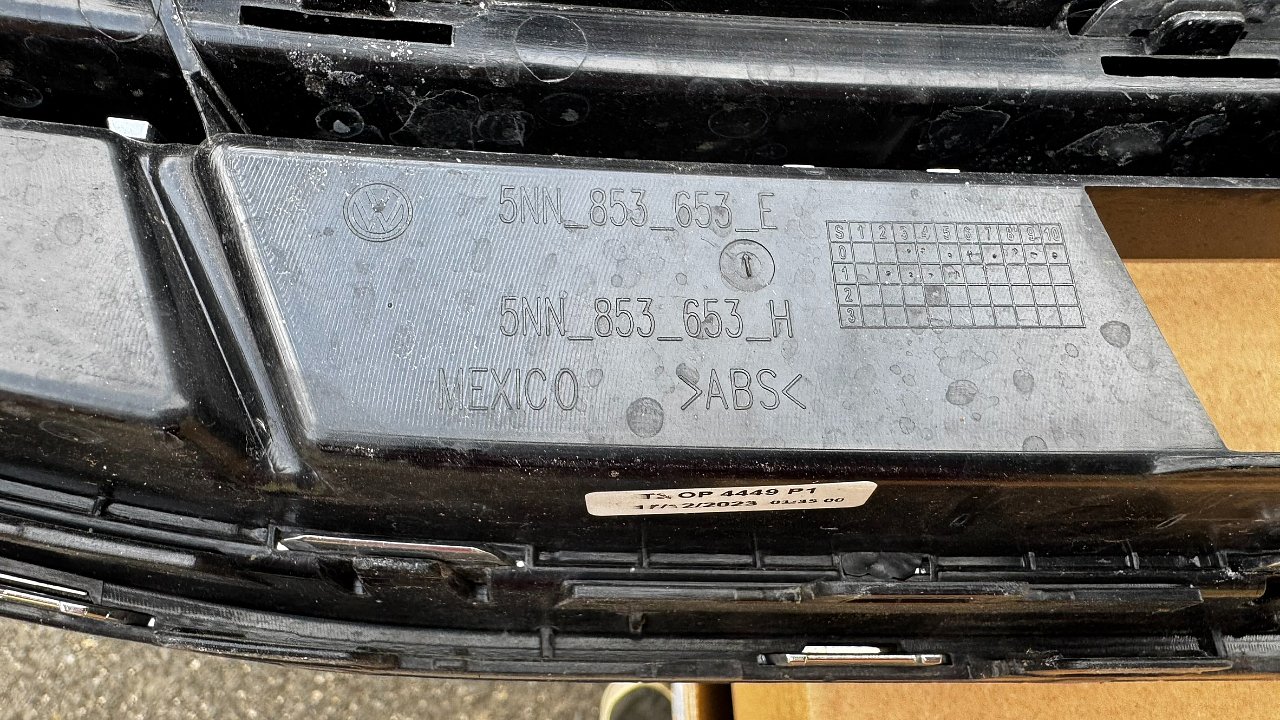 5NN_853_653_E
5NN_853_653_H
MEXICO >ABS<
S 1 2 3 4 5 6 7 8 9 10
0
1
2
3
OP 4449 P1